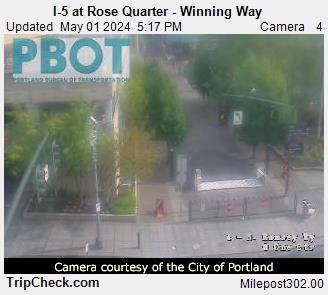 I-5 at Rose Quarter - Winning Way
Updated May 01 2024 5:17 PM Camera 4
PBOT
PORTLAND BUREAU OF TRANSPORTATION
Camera courtesy of the City of Portland
TripCheck.com Milepost302.00